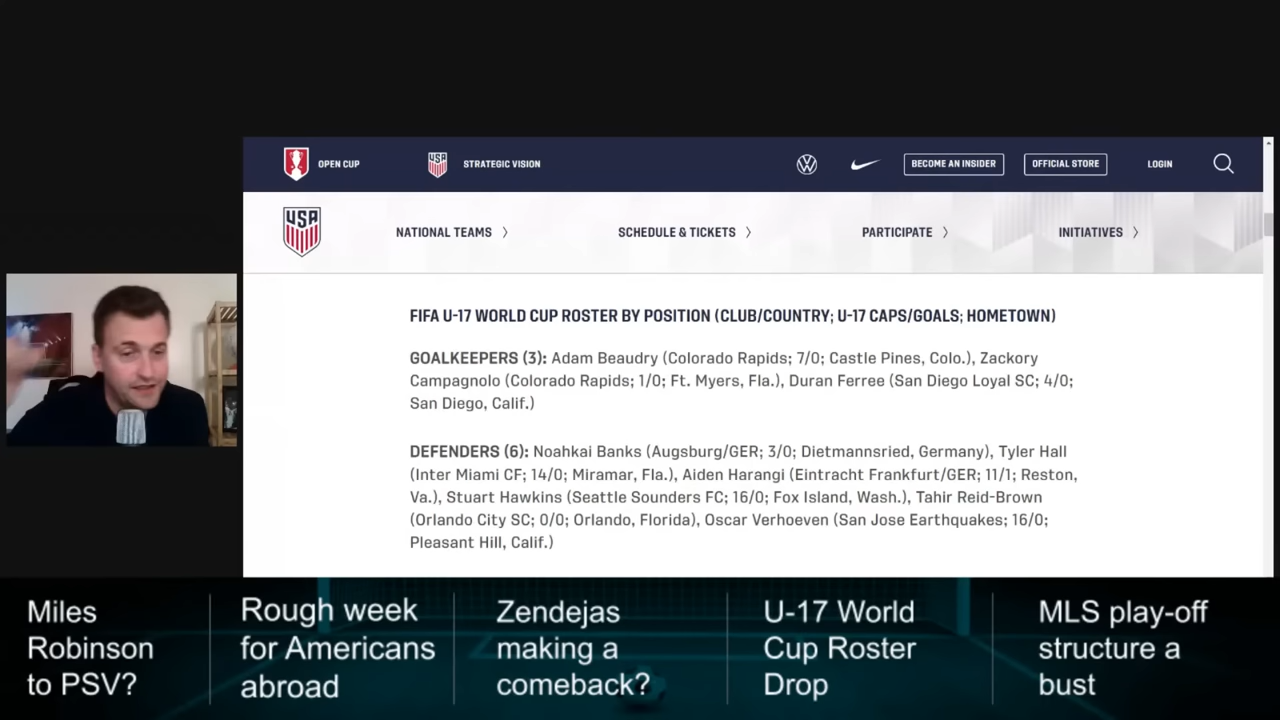 OPEN CUP
USA
STRATEGIC VISION
BECOME AN INSIDER
OFFICIAL STORE
LOGIN
USA
NATIONAL TEAMS
SCHEDULE & TICKETS
PARTICIPATE
INITIATIVES
FIFA U-17 WORLD CUP ROSTER BY POSITION (CLUB/COUNTRY; U-17 CAPS/GOALS; HOMETOWN)
GOALKEEPERS (3): Adam Beaudry (Colorado Rapids; 7/0; Castle Pines, Colo.), Zackory
Campagnolo (Colorado Rapids; 1/0; Ft. Myers, Fla.), Duran Ferree (San Diego Loyal SC; 4/0;
San Diego, Calif.)
DEFENDERS (6): Noahkai Banks (Augsburg/GER; 3/0; Dietmannsried, Germany), Tyler Hall
(Inter Miami CF; 14/0; Miramar, Fla.), Aiden Harangi (Eintracht Frankfurt/GER; 11/1; Reston,
Va.), Stuart Hawkins (Seattle Sounders FC; 16/0; Fox Island, Wash.), Tahir Reid-Brown
(Orlando City SC; 0/0; Orlando, Florida), Oscar Verhoeven (San Jose Earthquakes; 16/0;
Pleasant Hill, Calif.)
Miles
Robinson
to PSV?
Rough week
for Americans
abroad
Zendejas
making a
comeback?
U-17 World
Cup Roster
Drop
MLS play-off
structure a
bust